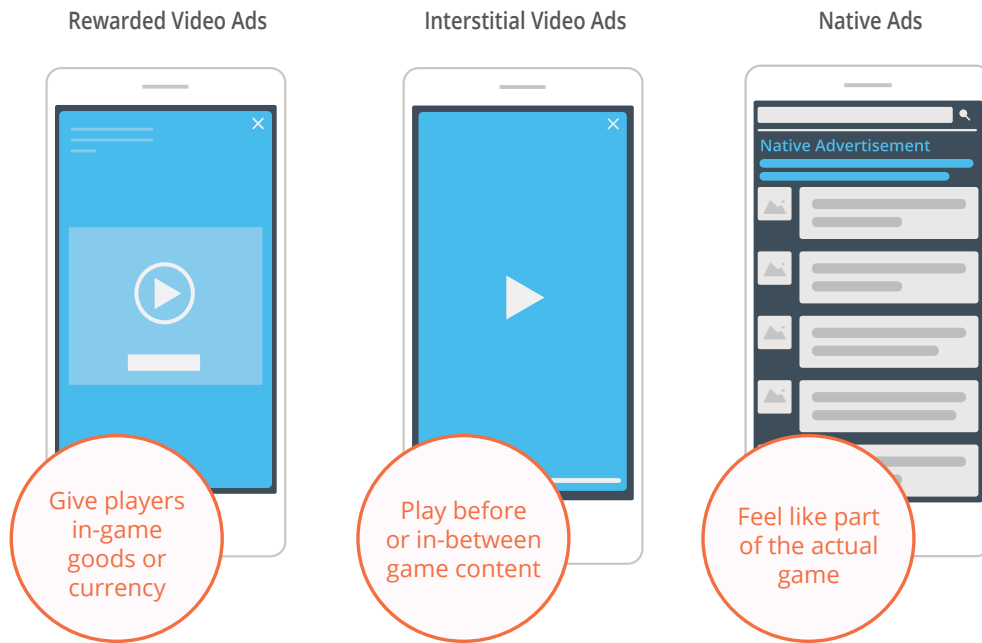 Rewarded Video Ads
Interstitial Video Ads
Native Ads
Native Advertisement
Give players
in-game
goods or
currency
Play before
or in-between
game content
Feel like part
of the actual
game